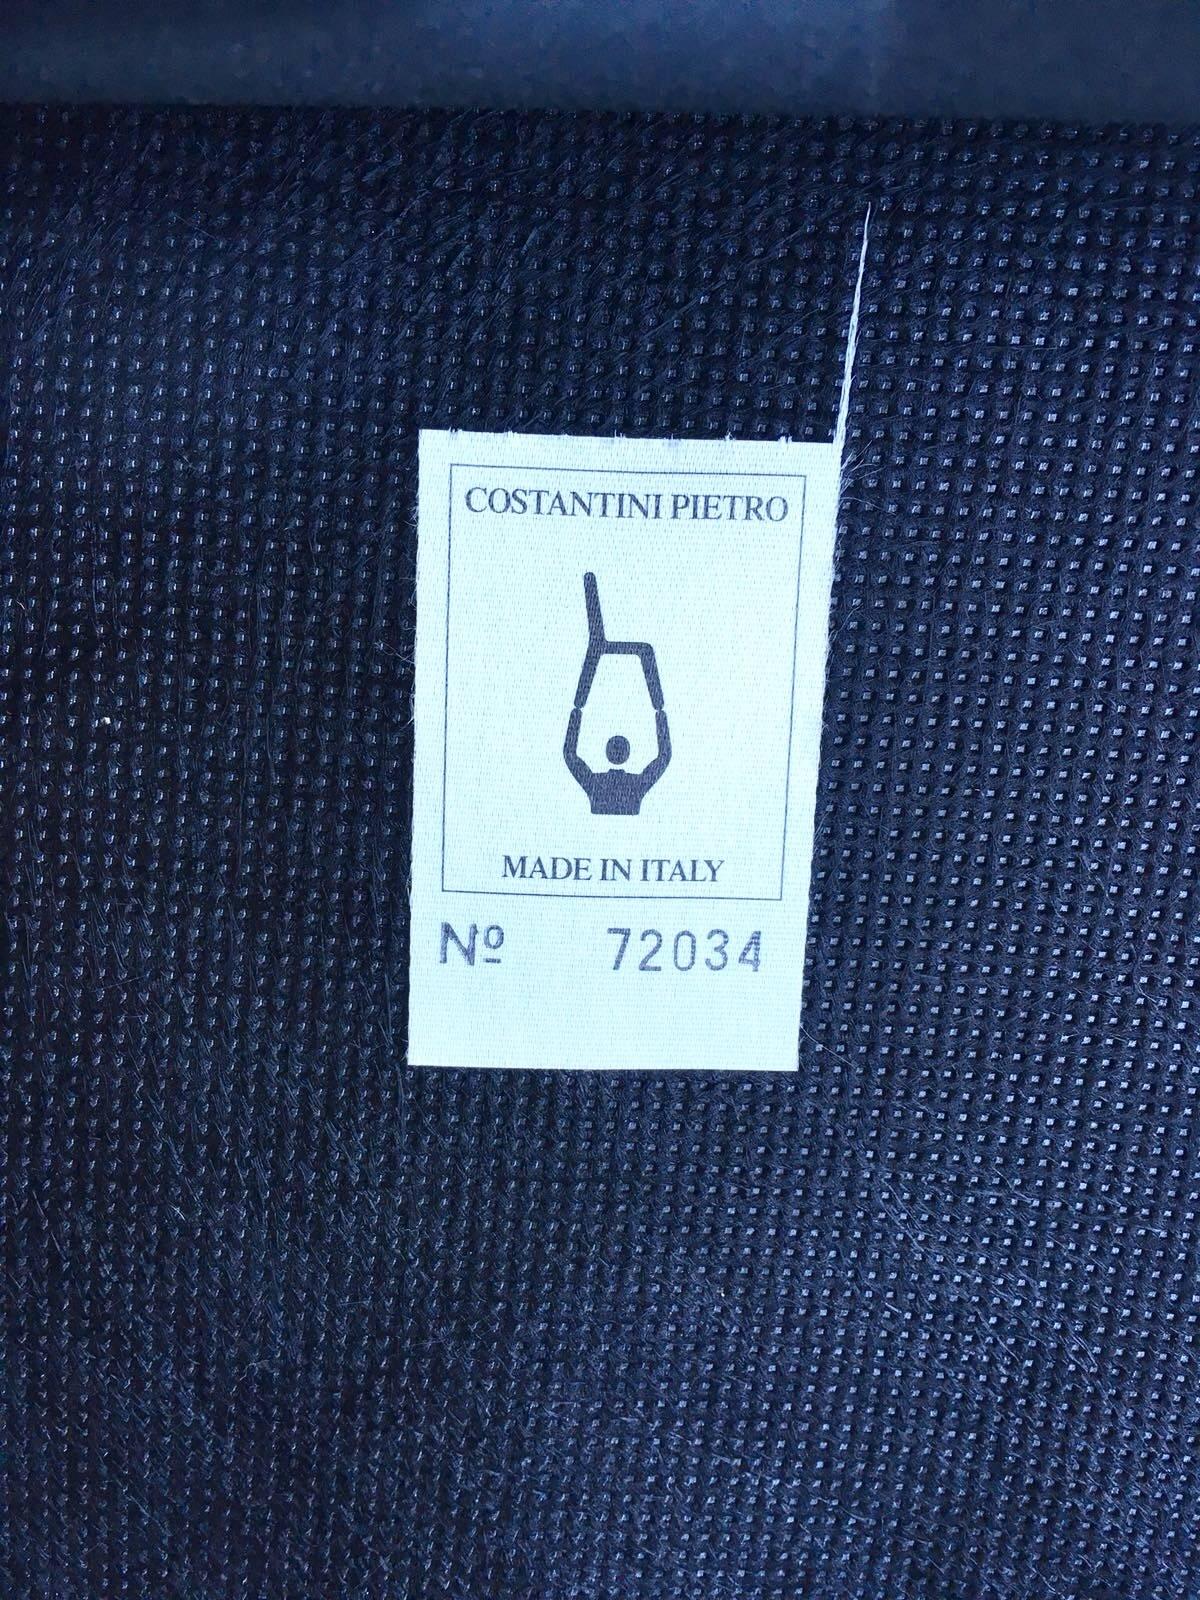 COSTANTINI PIETRO
MADE IN ITALY
Nº 72034